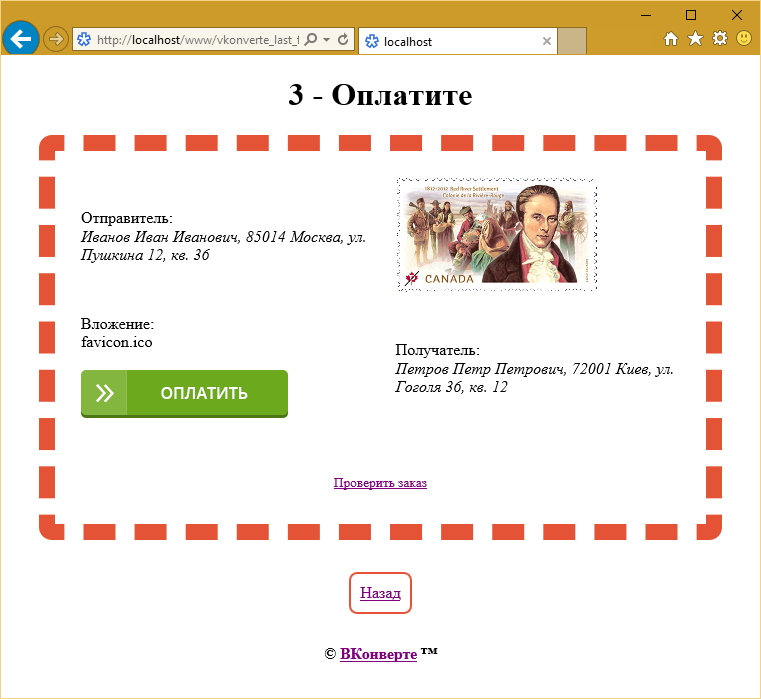 http://localhost/www/vkonverte_last_f
localhost
3 - Оплатите
1812-2012 Red River Settlement
Colonie de la Rivière-Rouge
CANADA
Отправитель:
Иванов Иван Иванович, 85014 Москва, ул.
Пушкина 12, кв. 36
Вложение:
favicon.ico
ОПЛАТИТЬ
Получатель:
Петров Петр Петрович, 72001 Киев, ул.
Гоголя 36, кв. 12
Проверить заказ
Назад
© ВКонверте ™